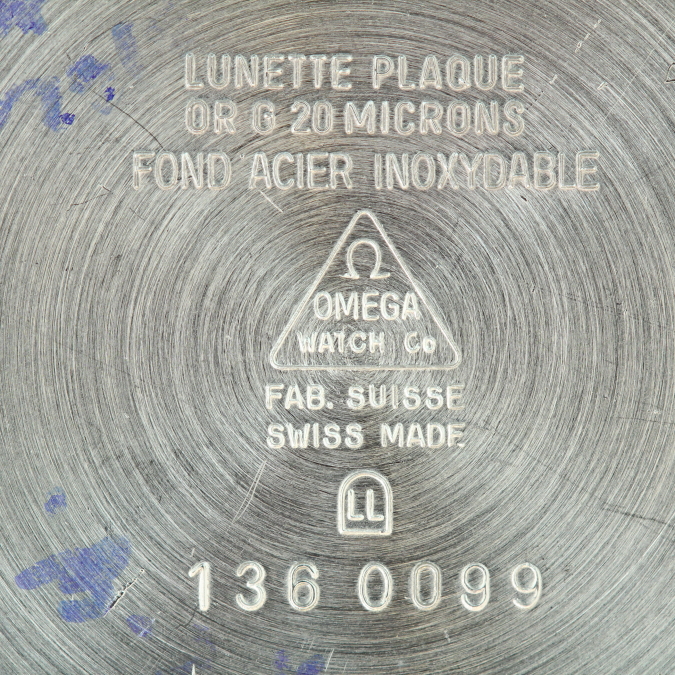 LUNETTE PLAQUE
OR G 20 MICRONS
FOND ACIER INOXYDABLE
Ω
OMEGA
WATCH Co
FAB. SUISSE
SWISS MADE
LL
136 0099